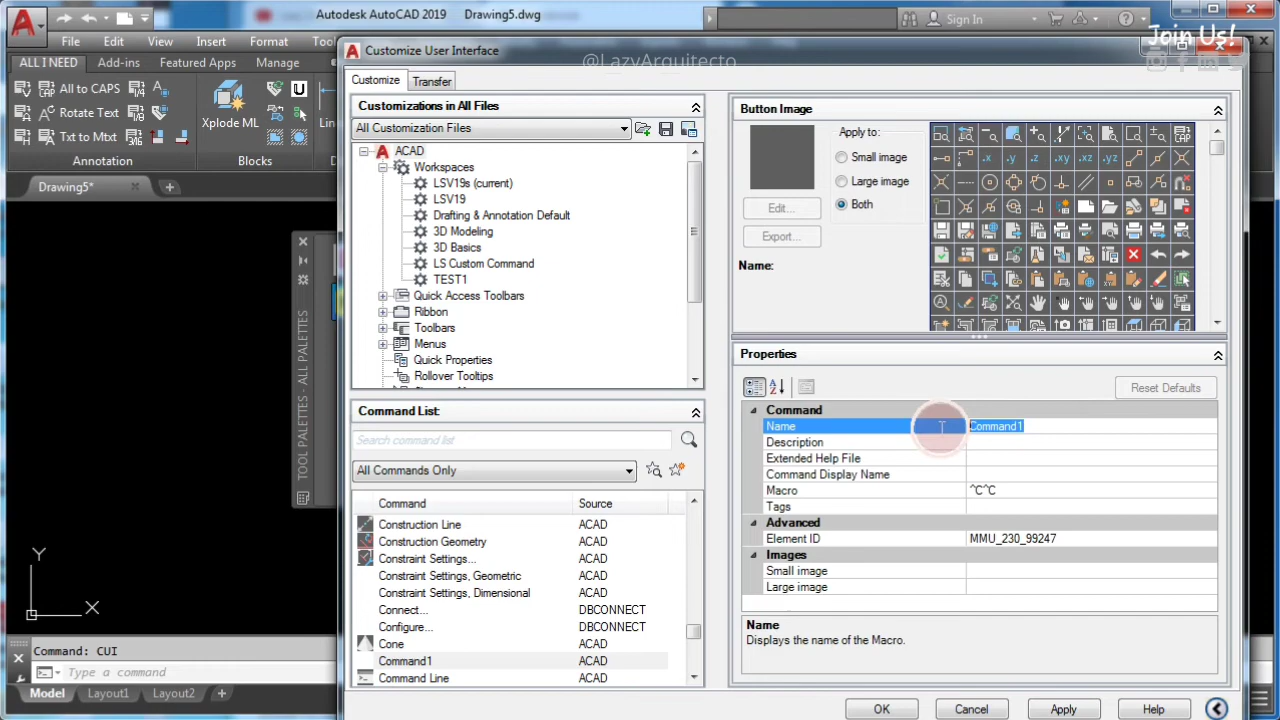 Autodesk AutoCAD 2019 Drawing5.dwg
Sign In
Join Us!
File Edit View Insert Format
Customize User Interface
@LazyArquitecto
ALL I NEED Add-ins Featured Apps Manage
Customize Transfer
All to CAPS
Rotate Text
Txt to Mtxt
Annotation
Xplode ML
Blocks
Drawing5*
Customizations in All Files
All Customization Files
ACAD
Workspaces
LSV19s (current)
LSV19
Drafting & Annotation Default
3D Modeling
3D Basics
LS Custom Command
TEST1
Quick Access Toolbars
Ribbon
Toolbars
Menus
Quick Properties
Rollover Tooltips
TOOL PALETTES - ALL PALETTES
Command List:
Search command list
All Commands Only
Command Source
Construction Line ACAD
Construction Geometry ACAD
Constraint Settings... ACAD
Constraint Settings, Geometric ACAD
Constraint Settings, Dimensional ACAD
Connect... DBCONNECT
Configure... DBCONNECT
Cone ACAD
Command1 ACAD
Command Line ACAD
Button Image
Apply to:
Small image
Large image
Both
Edit...
Export...
Name:
Properties
Reset Defaults
Command
Name Command1
Description
Extended Help File
Command Display Name
Macro ^C^C
Tags
Advanced
Element ID MMU_230_99247
Images
Small image
Large image
Name
Displays the name of the Macro.
OK Cancel Apply Help
Y
X
Command: CUI
Type a command
Model Layout1 Layout2 +